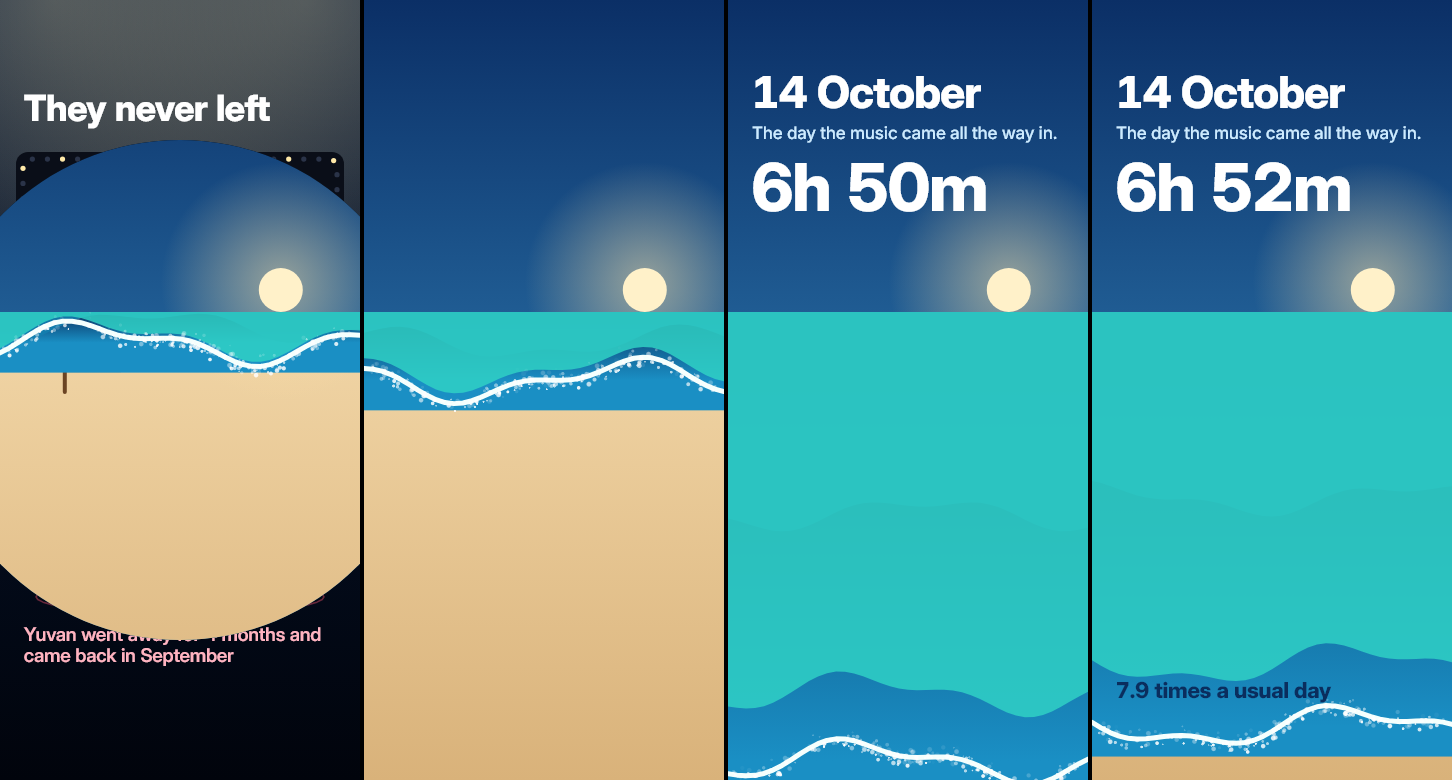 They never left
Yuvan went away for months and
came back in September
14 October
The day the music came all the way in.
6h 50m
14 October
The day the music came all the way in.
6h 52m
7.9 times a usual day